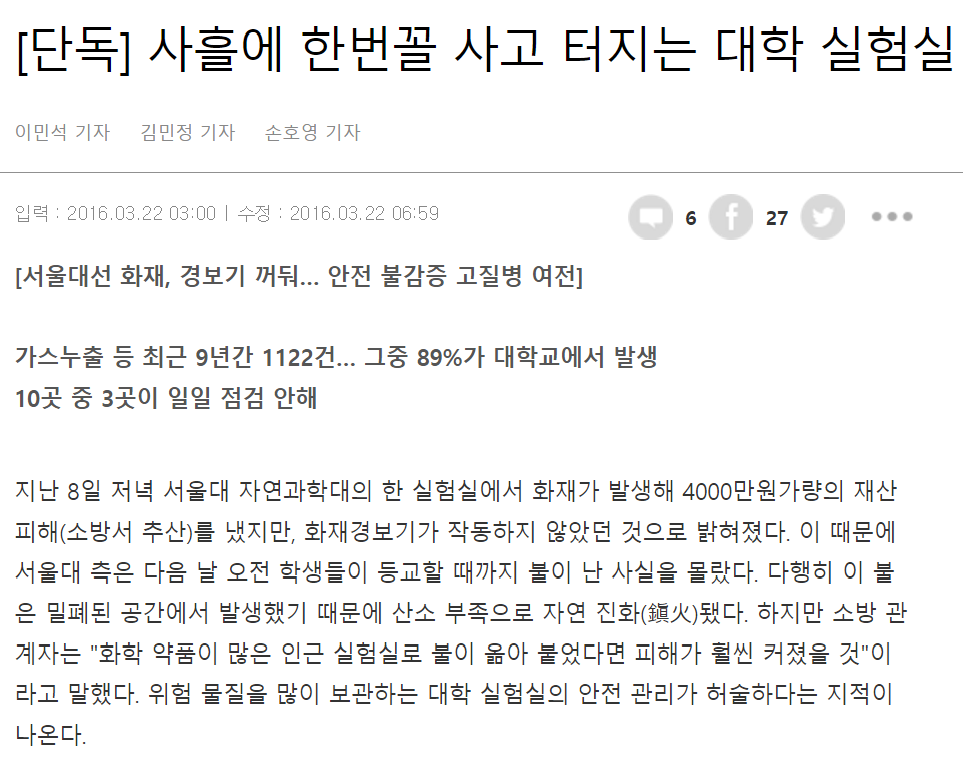 [단독] 사흘에 한번꼴 사고 터지는 대학 실험실
이민석 기자 김민정 기자 손호영 기자
입력 : 2016.03.22 03:00 | 수정 : 2016.03.22 06:59
6 27
[서울대선 화재, 경보기 꺼둬... 안전 불감증 고질병 여전]
가스누출 등 최근 9년간 1122건... 그중 89%가 대학교에서 발생
10곳 중 3곳이 일일 점검 안해
지난 8일 저녁 서울대 자연과학대의 한 실험실에서 화재가 발생해 4000만원가량의 재산
피해(소방서 추산)를 냈지만, 화재경보기가 작동하지 않았던 것으로 밝혀졌다. 이 때문에
서울대 측은 다음 날 오전 학생들이 등교할 때까지 불이 난 사실을 몰랐다. 다행히 이 불
은 밀폐된 공간에서 발생했기 때문에 산소 부족으로 자연 진화(鎭火)됐다. 하지만 소방 관
계자는 "화학 약품이 많은 인근 실험실로 불이 옮아 붙었다면 피해가 훨씬 커졌을 것"이
라고 말했다. 위험 물질을 많이 보관하는 대학 실험실의 안전 관리가 허술하다는 지적이
나온다.